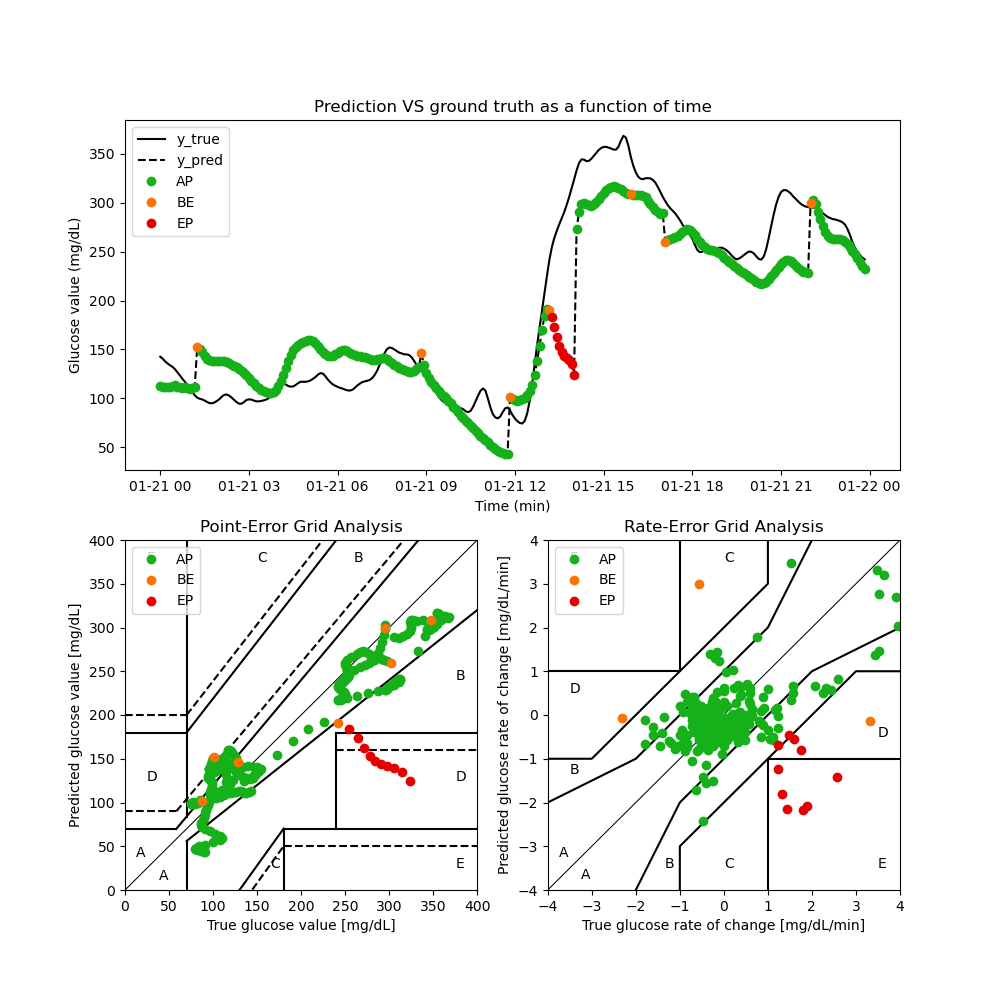 Prediction VS ground truth as a function of time
Glucose value (mg/dL)
350
300
250
200
150
100
50
y_true
y_pred
AP
BE
EP
01-21 00 01-21 03 01-21 06 01-21 09 01-21 12 01-21 15 01-21 18 01-21 21 01-22 00
Time (min)
Point-Error Grid Analysis
Predicted glucose value [mg/dL]
400
350
300
250
200
150
100
50
0
AP
BE
EP
C
B
B
D
D
A
A
C
E
0 50 100 150 200 250 300 350 400
True glucose value [mg/dL]
Rate-Error Grid Analysis
Predicted glucose rate of change [mg/dL/min]
4
3
2
1
0
−1
−2
−3
−4
AP
BE
EP
C
D
D
B
A
A
B
C
E
−4 −3 −2 −1 0 1 2 3 4
True glucose rate of change [mg/dL/min]